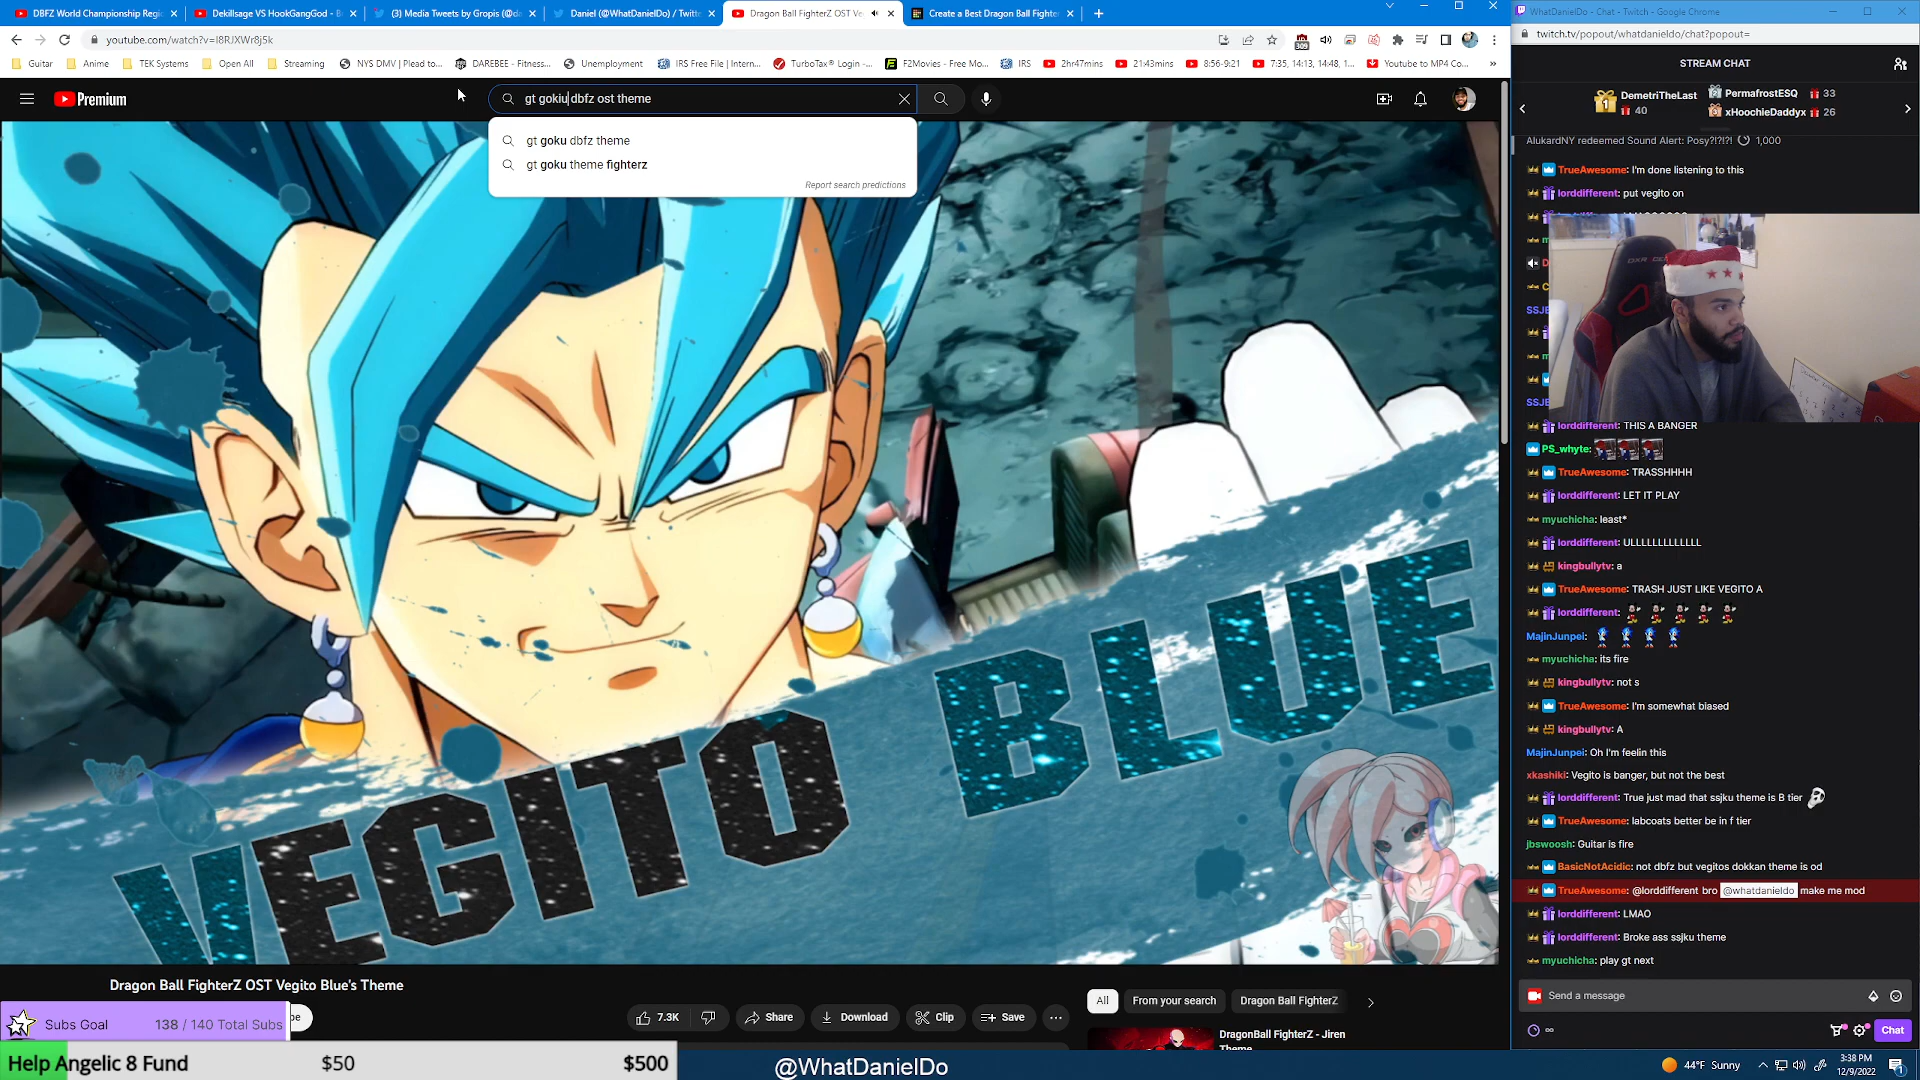 DBFZ World Championship Regi
Dekillsage VS HookGangGod - B
(3) Media Tweets by Gropis (@da
Daniel (@WhatDanielDo) / Twitt
Dragon Ball FighterZ OST Ve
Create a Best Dragon Ball Fighte
youtube.com/watch?v=I8RJXWr8j5k
309
Guitar
Anime
TEK Systems
Open All
Streaming
NYS DMV | Plead to...
DAREBEE - Fitness...
Unemployment
IRS Free File | Intern...
TurboTax® Login -...
F2Movies - Free Mo...
IRS
2hr47mins
21:43mins
8:56-9:21
7:35, 14:13, 14:48, 1...
Youtube to MP4 Co...
Premium
gt gokiu dbfz ost theme
gt goku dbfz theme
gt goku theme fighterz
Report search predictions
VEGITO BLUE
Dragon Ball FighterZ OST Vegito Blue's Theme
be
7.3K
Share
Download
Clip
Save
All
From your search
Dragon Ball FighterZ
DragonBall FighterZ - Jiren
Theme
Subs Goal 138 / 140 Total Subs
Help Angelic 8 Fund $50 $500
@WhatDanielDo
WhatDanielDo - Chat - Twitch - Google Chrome
twitch.tv/popout/whatdanieldo/chat?popout=
STREAM CHAT
1 DemetriTheLast 40
PermafrostESQ 33
xHoochieDaddyx 26
AlukardNY redeemed Sound Alert: Posy?!?!?! 1,000
TrueAwesome: I'm done listening to this
lorddifferent: put vegito on
SSJE
SSJE
lorddifferent: THIS A BANGER
PS_whyte:
TrueAwesome: TRASSHHHH
lorddifferent: LET IT PLAY
myuchicha: least*
lorddifferent: ULLLLLLLLLLLL
kingbullytv: a
TrueAwesome: TRASH JUST LIKE VEGITO A
lorddifferent:
MajinJunpei:
myuchicha: its fire
kingbullytv: not s
TrueAwesome: I'm somewhat biased
kingbullytv: A
MajinJunpei: Oh I'm feelin this
xkashiki: Vegito is banger, but not the best
lorddifferent: True just mad that ssjku theme is B tier
TrueAwesome: labcoats better be in f tier
jbswoosh: Guitar is fire
BasicNotAcidic: not dbfz but vegitos dokkan theme is od
TrueAwesome: @lorddifferent bro @whatdanieldo make me mod
lorddifferent: LMAO
lorddifferent: Broke ass ssjku theme
myuchicha: play gt next
Send a message
Chat
44°F Sunny
3:38 PM
12/9/2022